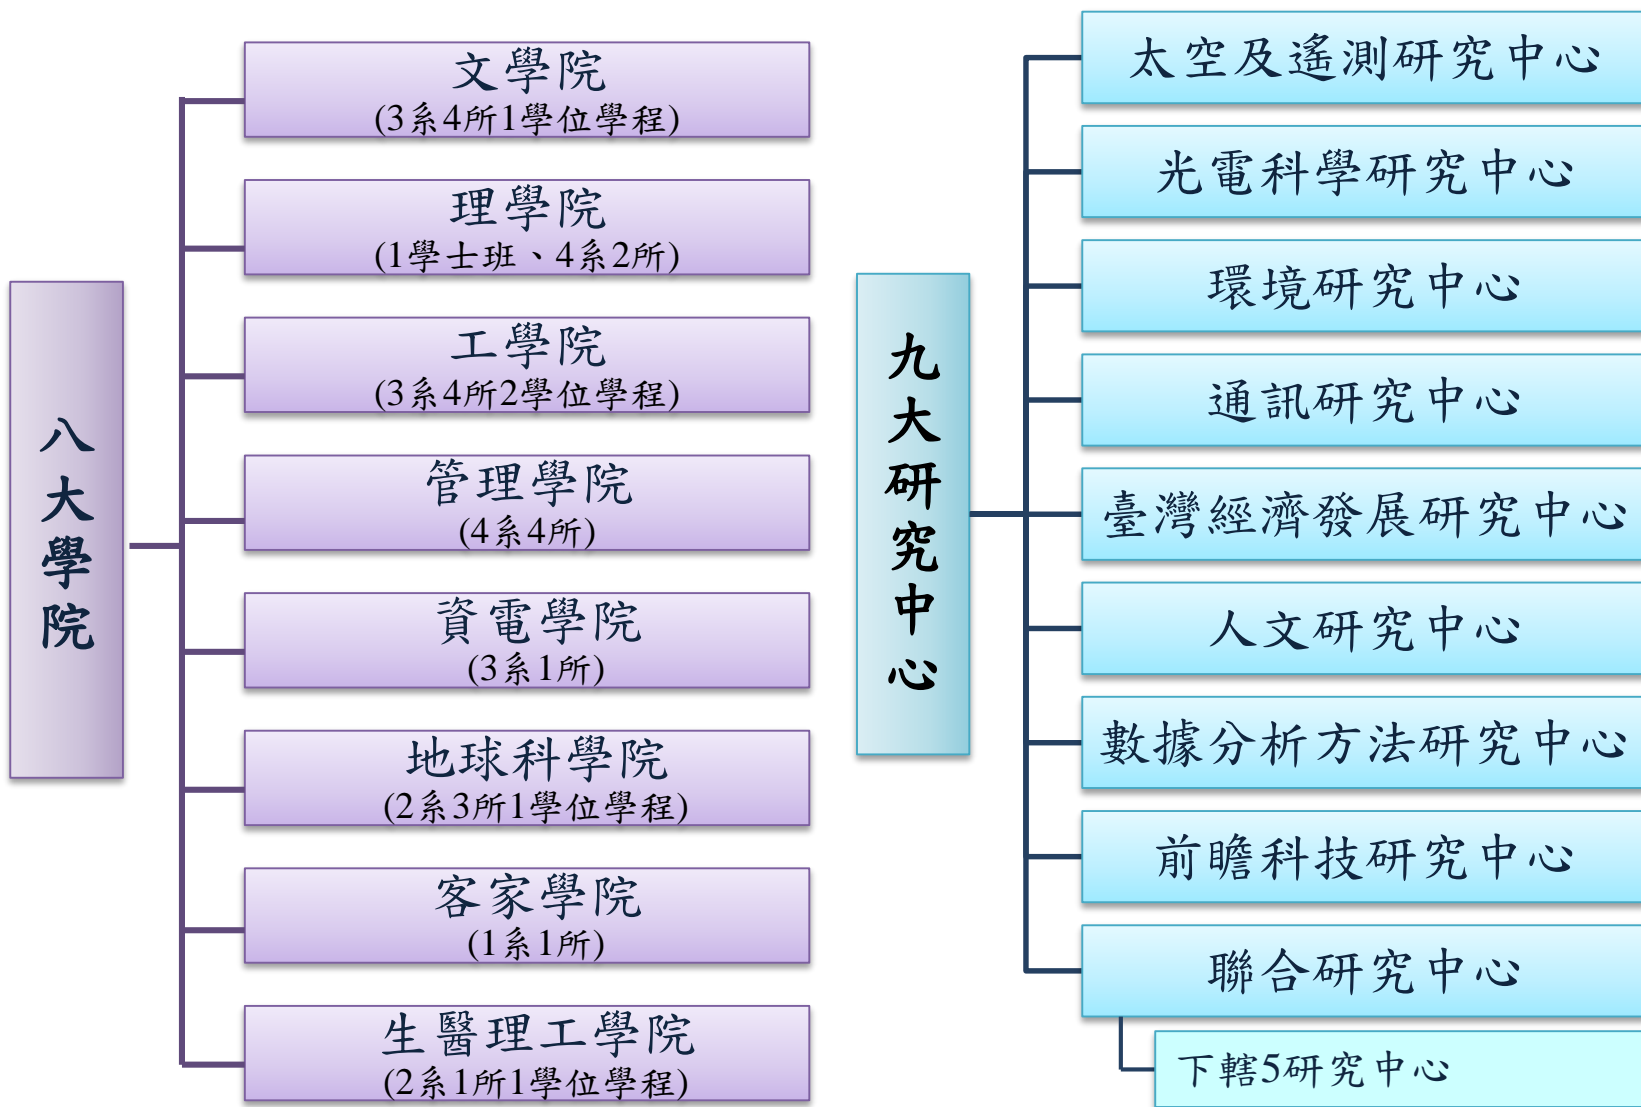 八大學院
文學院
(3系4所1學位學程)
理學院
(1學士班、4系2所)
工學院
(3系4所2學位學程)
管理學院
(4系4所)
資電學院
(3系1所)
地球科學院
(2系3所1學位學程)
客家學院
(1系1所)
生醫理工學院
(2系1所1學位學程)
九大研究中心
太空及遙測研究中心
光電科學研究中心
環境研究中心
通訊研究中心
臺灣經濟發展研究中心
人文研究中心
數據分析方法研究中心
前瞻科技研究中心
聯合研究中心
下轄5研究中心